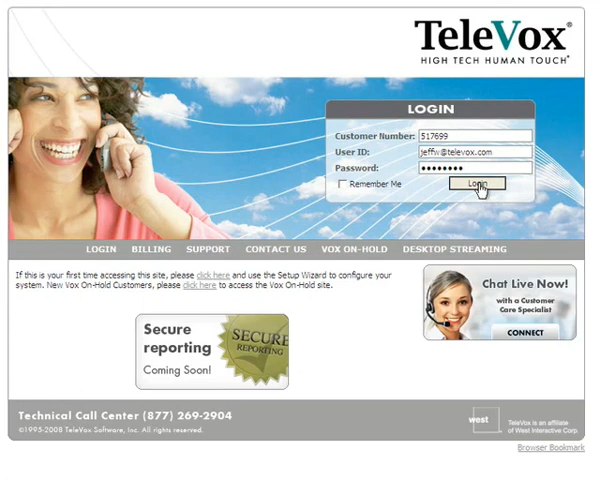 TeleVox®
HIGH TECH HUMAN TOUCH®
LOGIN
Customer Number: 517699
User ID: jeffw@televox.com
Password: ••••••••
Remember Me
Login
LOGIN BILLING SUPPORT CONTACT US VOX ON-HOLD DESKTOP STREAMING
If this is your first time accessing this site, please click here and use the Setup Wizard to configure your
system. New Vox On-Hold Customers, please click here to access the Vox On-Hold site.
Chat Live Now!
with a Customer
Care Specialist
CONNECT
Secure
reporting
Coming Soon!
SECURE
REPORTING
Technical Call Center (877) 269-2904
©1995-2008 TeleVox Software, Inc. All rights reserved.
west
TeleVox is an affiliate
of West Interactive Corp.
Browser Bookmark